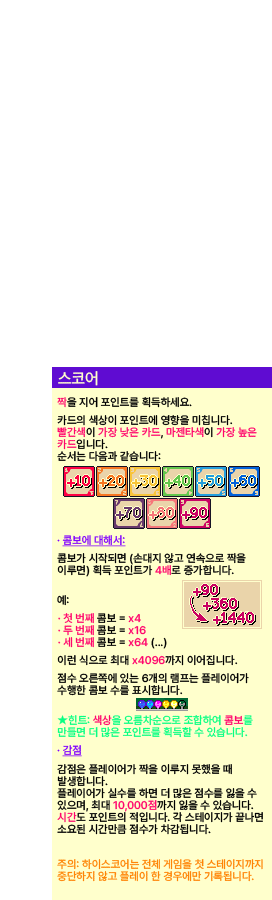 스코어
짝을 지어 포인트를 획득하세요.
카드의 색상이 포인트에 영향을 미칩니다.
빨간색이 가장 낮은 카드, 마젠타색이 가장 높은
카드입니다.
순서는 다음과 같습니다:
+10 +20 +30 +40 +50 +60
+70 +80 +90
· 콤보에 대해서:
콤보가 시작되면 (손대지 않고 연속으로 짝을
이루면) 획득 포인트가 4배로 증가합니다.
+90
+360
+1440
예:
· 첫 번째 콤보 = x4
· 두 번째 콤보 = x16
· 세 번째 콤보 = x64 (...)
이런 식으로 최대 x4096까지 이어집니다.
점수 오른쪽에 있는 6개의 램프는 플레이어가
수행한 콤보 수를 표시합니다.
★힌트: 색상을 오름차순으로 조합하여 콤보를
만들면 더 많은 포인트를 획득할 수 있습니다.
· 감점
감점은 플레이어가 짝을 이루지 못했을 때
발생합니다.
플레이어가 실수를 하면 더 많은 점수를 잃을 수
있으며, 최대 10,000점까지 잃을 수 있습니다.
시간도 포인트의 적입니다. 각 스테이지가 끝나면
소요된 시간만큼 점수가 차감됩니다.
주의: 하이스코어는 전체 게임을 첫 스테이지까지
중단하지 않고 플레이 한 경우에만 기록됩니다.